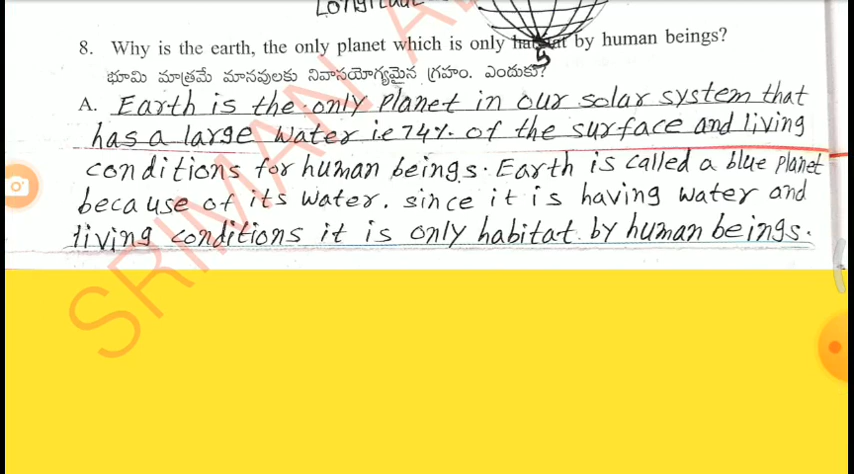 Longitude
8. Why is the earth, the only planet which is only habitat by human beings?
5
భూమి మాత్రమే మానవులకు నివాసయోగ్యమైన గ్రహం. ఎందుకు?
A. Earth is the only planet in our solar system that
has a large water i.e 74%. of the surface and living
conditions for human beings. Earth is called a blue planet
because of its water. since it is having water and
living conditions it is only habitat by human beings.
SRIMAN